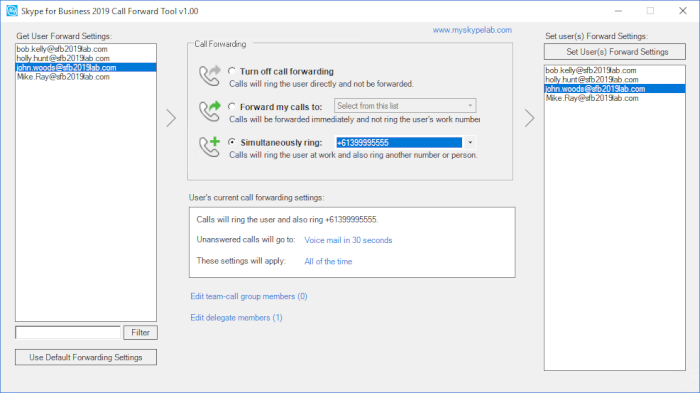 Skype for Business 2019 Call Forward Tool v1.00
www.myskypelab.com
Get User Forward Settings:
bob.kelly@sfb2019lab.com
holly.hunt@sfb2019lab.com
john.woods@sfb2019lab.com
Mike.Ray@sfb2019lab.com
Filter
Use Default Forwarding Settings
Call Forwarding
Turn off call forwarding
Calls will ring the user directly and not be forwarded.
Forward my calls to:
Select from this list
Calls will be forwarded immediately and not ring the user's work number
Simultaneously ring:
+61399995555
Calls will ring the user at work and also ring another number or person.
User's current call forwarding settings:
Calls will ring the user and also ring +61399995555.
Unanswered calls will go to: Voice mail in 30 seconds
These settings will apply: All of the time
Edit team-call group members (0)
Edit delegate members (1)
Set user(s) Forward Settings:
Set User(s) Forward Settings
bob.kelly@sfb2019lab.com
holly.hunt@sfb2019lab.com
john.woods@sfb2019lab.com
Mike.Ray@sfb2019lab.com